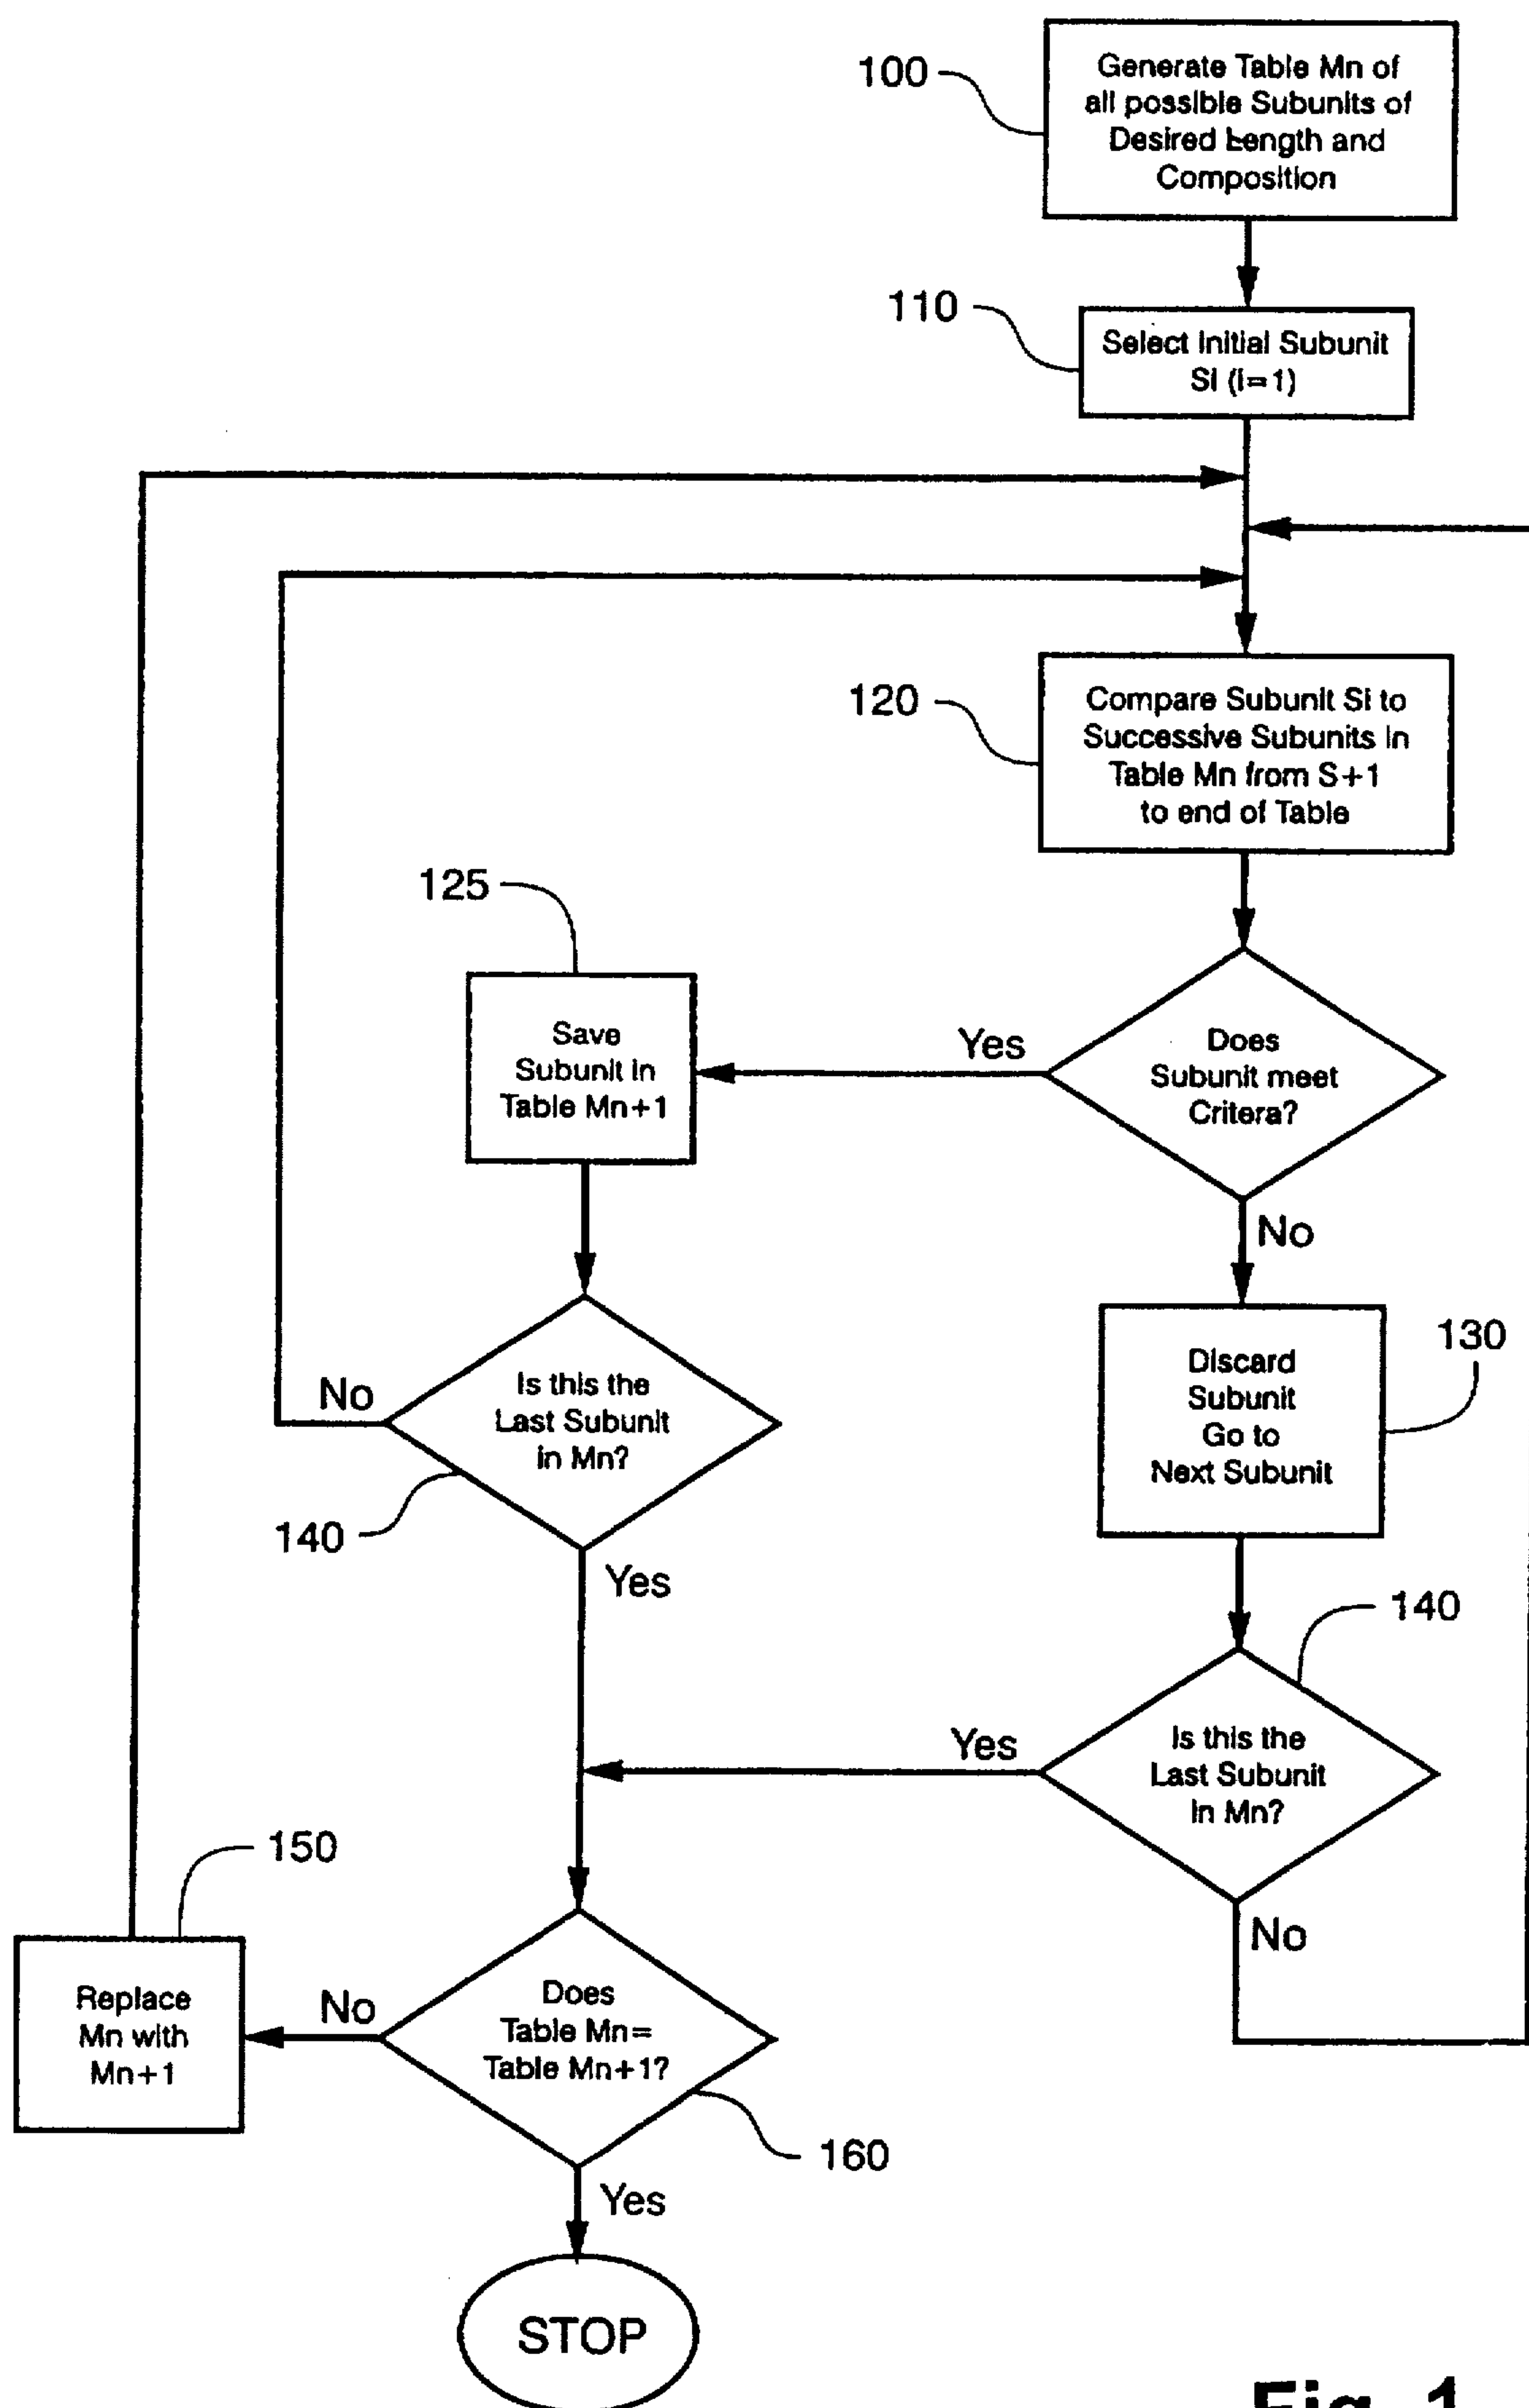 100
Generate Table Mn of
all possible Subunits of
Desired Length and
Composition
110
Select Initial Subunit
Si (i=1)
120
Compare Subunit Si to
Successive Subunits in
Table Mn from S+1
to end of Table
125
Save
Subunit in
Table Mn+1
Yes
Does
Subunit meet
Critera?
No
130
Discard
Subunit
Go to
Next Subunit
No
Is this the
Last Subunit
in Mn?
140
Yes
140
Yes
Is this the
Last Subunit
in Mn?
No
150
Replace
Mn with
Mn+1
No
Does
Table Mn=
Table Mn+1?
160
Yes
STOP
Fig. 1